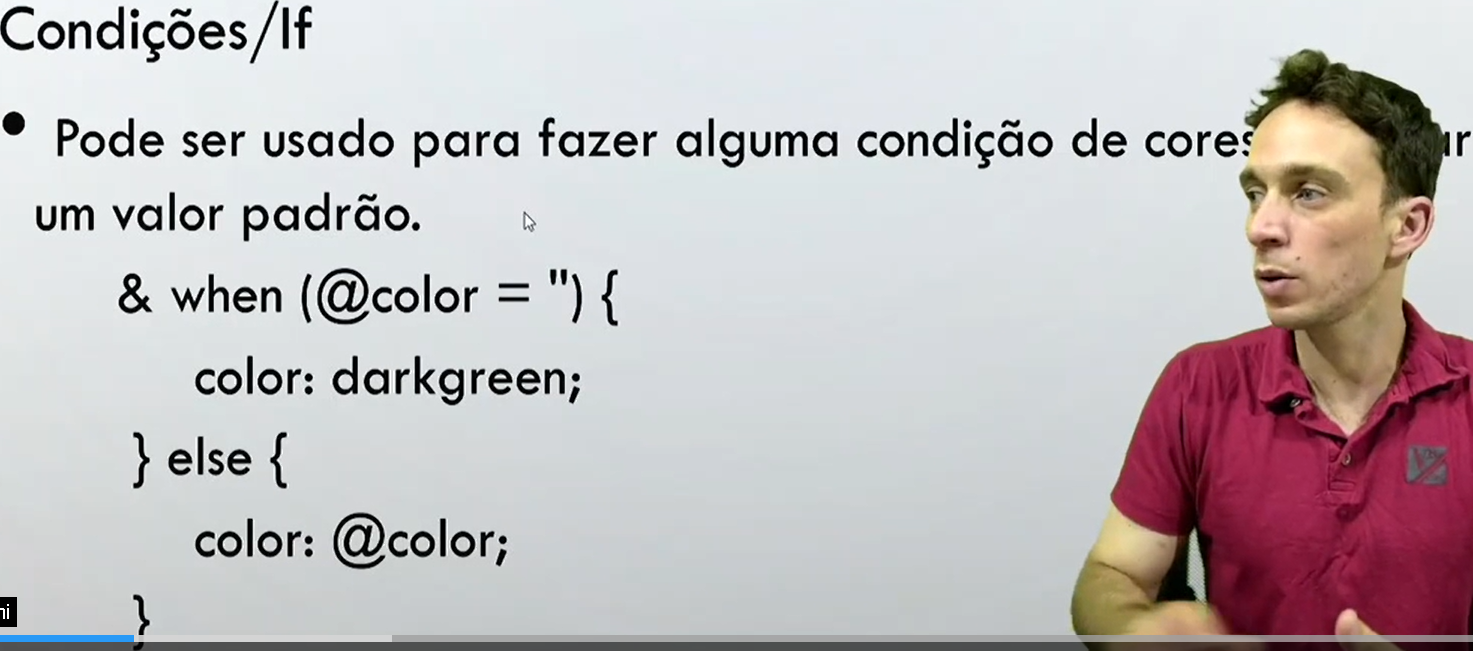 Condições/If
• Pode ser usado para fazer alguma condição de cores
um valor padrão.
& when (@color = '') {
color: darkgreen;
} else {
color: @color;
}